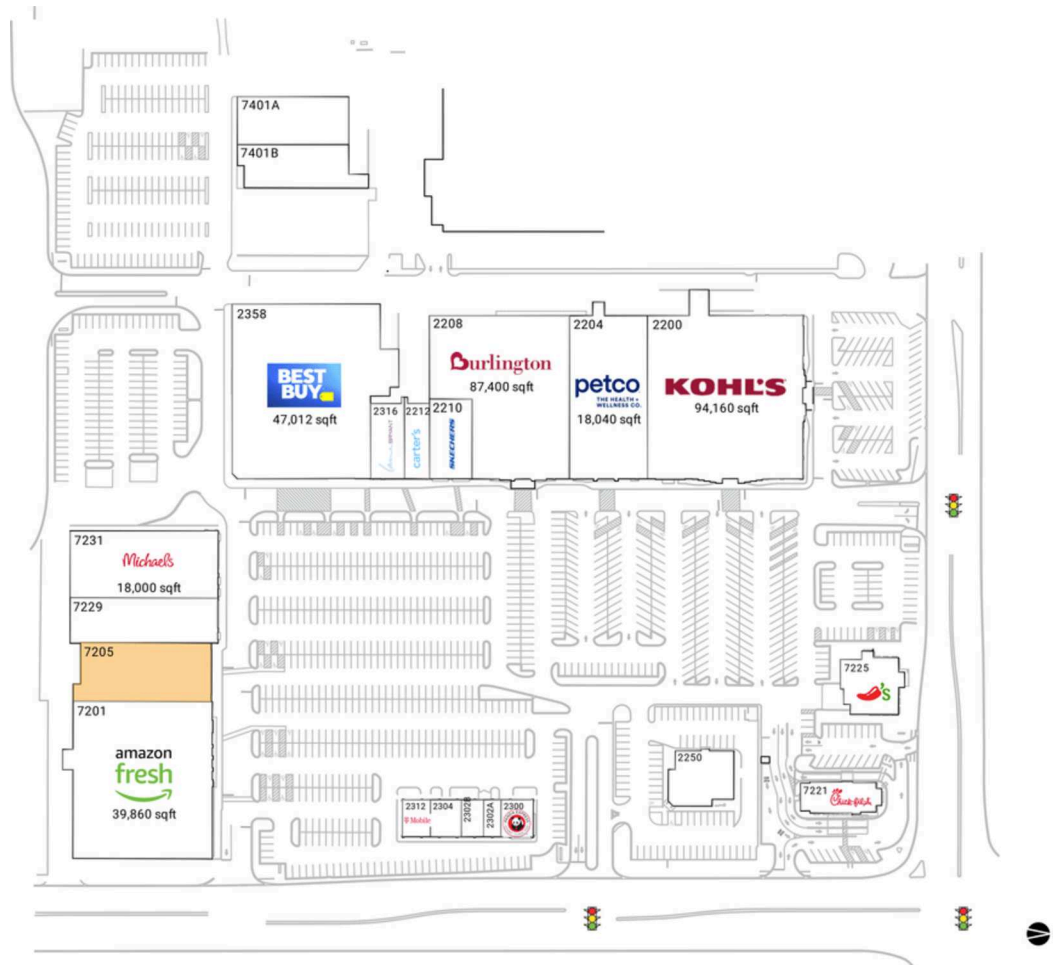 7401A
7401B
2358
BEST
BUY
47,012 sqft
2316
LANE BRYANT
2212
carter's
2210
SKECHERS
2208
Burlington
87,400 sqft
2204
petco
THE HEALTH +
WELLNESS CO.
18,040 sqft
2200
KOHL'S
94,160 sqft
7231
Michaels
18,000 sqft
7229
7205
7201
amazon
fresh
39,860 sqft
2312
T Mobile
2304
2302B
2302A
2300
2250
7225
's
7221
Chick-fil-A